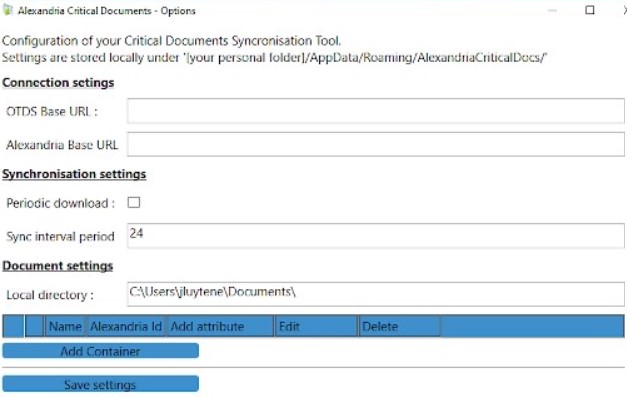 Alexandria Critical Documents - Options
Configuration of your Critical Documents Syncronisation Tool.
Settings are stored locally under '[your personal folder]/AppData/Roaming/AlexandriaCriticalDocs/'
Connection setings
OTDS Base URL :
Alexandria Base URL
Synchronisation settings
Periodic download :
Sync interval period 24
Document settings
Local directory : C:\Users\jluytene\Documents\
Name Alexandria Id Add attribute Edit Delete
Add Container
Save settings